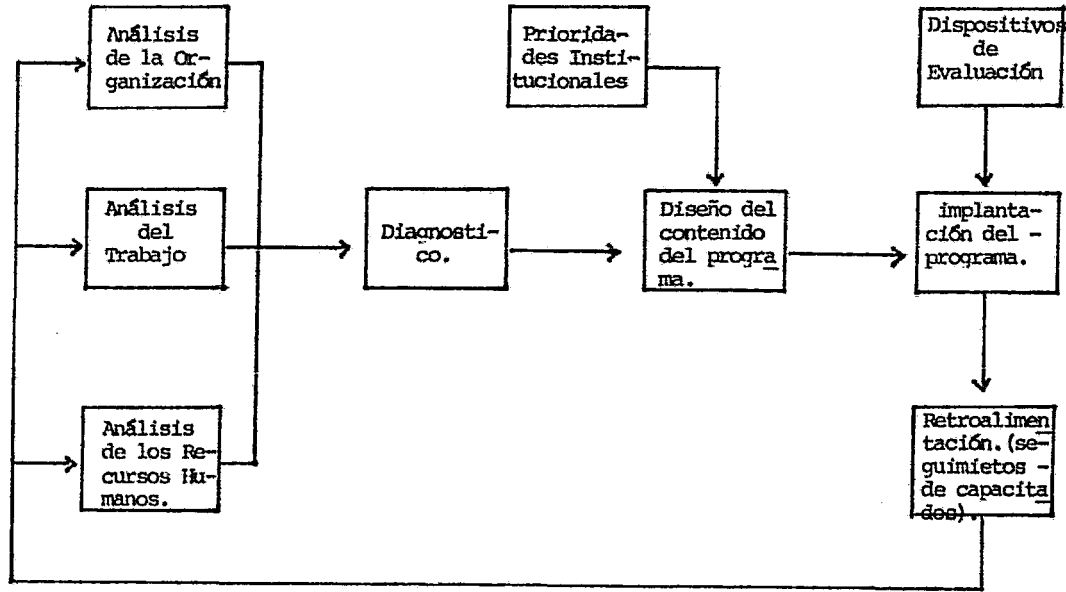 Análisis
de la Or-
ganización
Priorida-
des Insti-
tucionales
Dispositivos
de
Evaluación
Análisis
del
Trabajo
Diagnosti-
co.
Diseño del
contenido
del progra
ma.
implanta-
ción del -
programa.
Análisis
de los Re-
cursos Hu-
manos.
Retroalimen
tación.(se-
guimietos -
de capacita
dos).